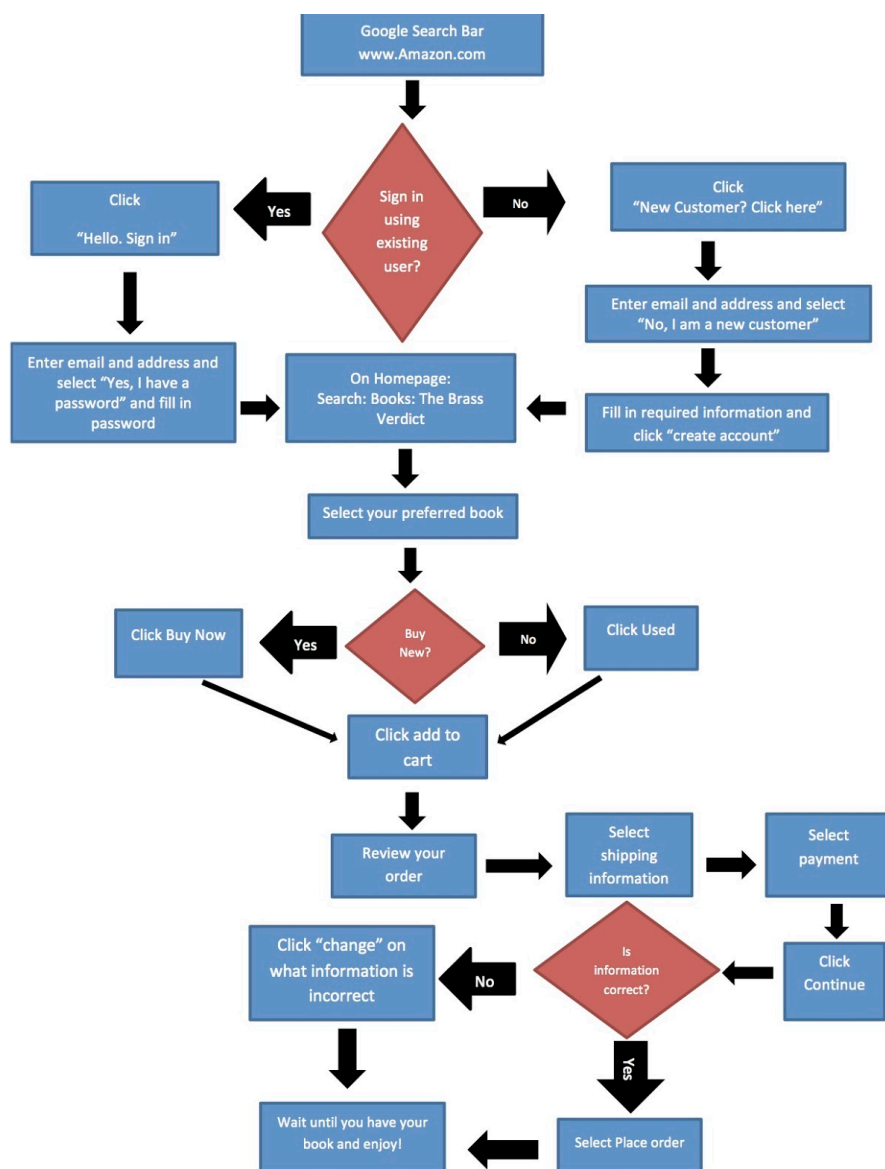 Google Search Bar
www.Amazon.com
Sign in
using
existing
user?
Yes
No
Click
“Hello. Sign in”
Click
“New Customer? Click here”
Enter email and address and select
“No, I am a new customer”
Enter email and address and
select “Yes, I have a
password” and fill in
password
On Homepage:
Search: Books: The Brass
Verdict
Fill in required information and
click “create account”
Select your preferred book
Buy
New?
Yes
No
Click Buy Now
Click Used
Click add to
cart
Review your
order
Select
shipping
information
Select
payment
Click
Continue
Is
information
correct?
No
Click “change” on
what information is
incorrect
Yes
Select Place order
Wait until you have your
book and enjoy!